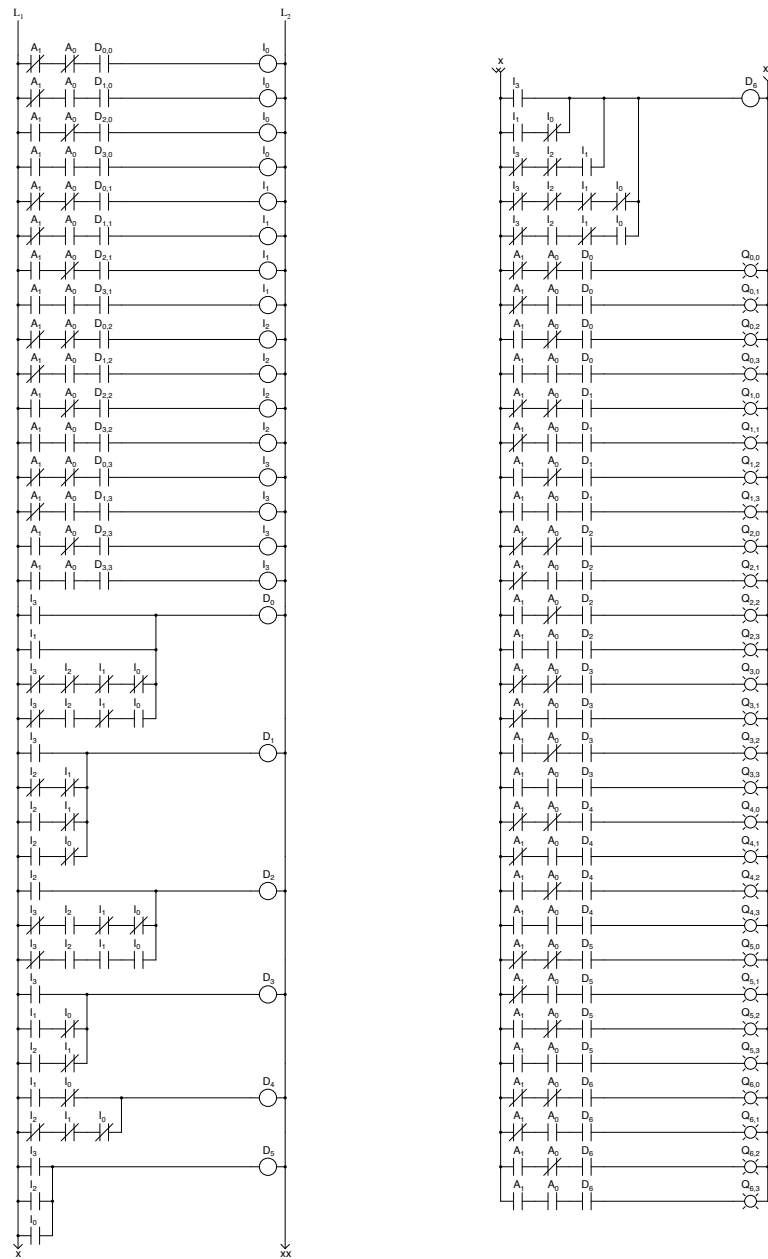 L1 L2
A1 A0 D0,0 I0
A1 A0 D1,0 I0
A1 A0 D2,0 I0
A1 A0 D3,0 I0
A1 A0 D0,1 I1
A1 A0 D1,1 I1
A1 A0 D2,1 I1
A1 A0 D3,1 I1
A1 A0 D0,2 I2
A1 A0 D1,2 I2
A1 A0 D2,2 I2
A1 A0 D3,2 I2
A1 A0 D0,3 I3
A1 A0 D1,3 I3
A1 A0 D2,3 I3
A1 A0 D3,3 I3
I3 D0
I1
I3 I2 I1 I0
I3 I2 I1 I0
I3 D1
I2 I1
I2 I1
I2 I0
I2 D2
I3 I2 I1 I0
I3 I2 I1 I0
I3 D3
I1 I0
I2 I1
I1 I0 D4
I2 I1 I0
I3 D5
I2
I0
x xx
x x
I3 D6
I1 I0
I3 I2 I1
I3 I2 I1 I0
I3 I2 I1 I0
A1 A0 D0 Q0,0
A1 A0 D0 Q0,1
A1 A0 D0 Q0,2
A1 A0 D0 Q0,3
A1 A0 D1 Q1,0
A1 A0 D1 Q1,1
A1 A0 D1 Q1,2
A1 A0 D1 Q1,3
A1 A0 D2 Q2,0
A1 A0 D2 Q2,1
A1 A0 D2 Q2,2
A1 A0 D2 Q2,3
A1 A0 D3 Q3,0
A1 A0 D3 Q3,1
A1 A0 D3 Q3,2
A1 A0 D3 Q3,3
A1 A0 D4 Q4,0
A1 A0 D4 Q4,1
A1 A0 D4 Q4,2
A1 A0 D4 Q4,3
A1 A0 D5 Q5,0
A1 A0 D5 Q5,1
A1 A0 D5 Q5,2
A1 A0 D5 Q5,3
A1 A0 D6 Q6,0
A1 A0 D6 Q6,1
A1 A0 D6 Q6,2
A1 A0 D6 Q6,3